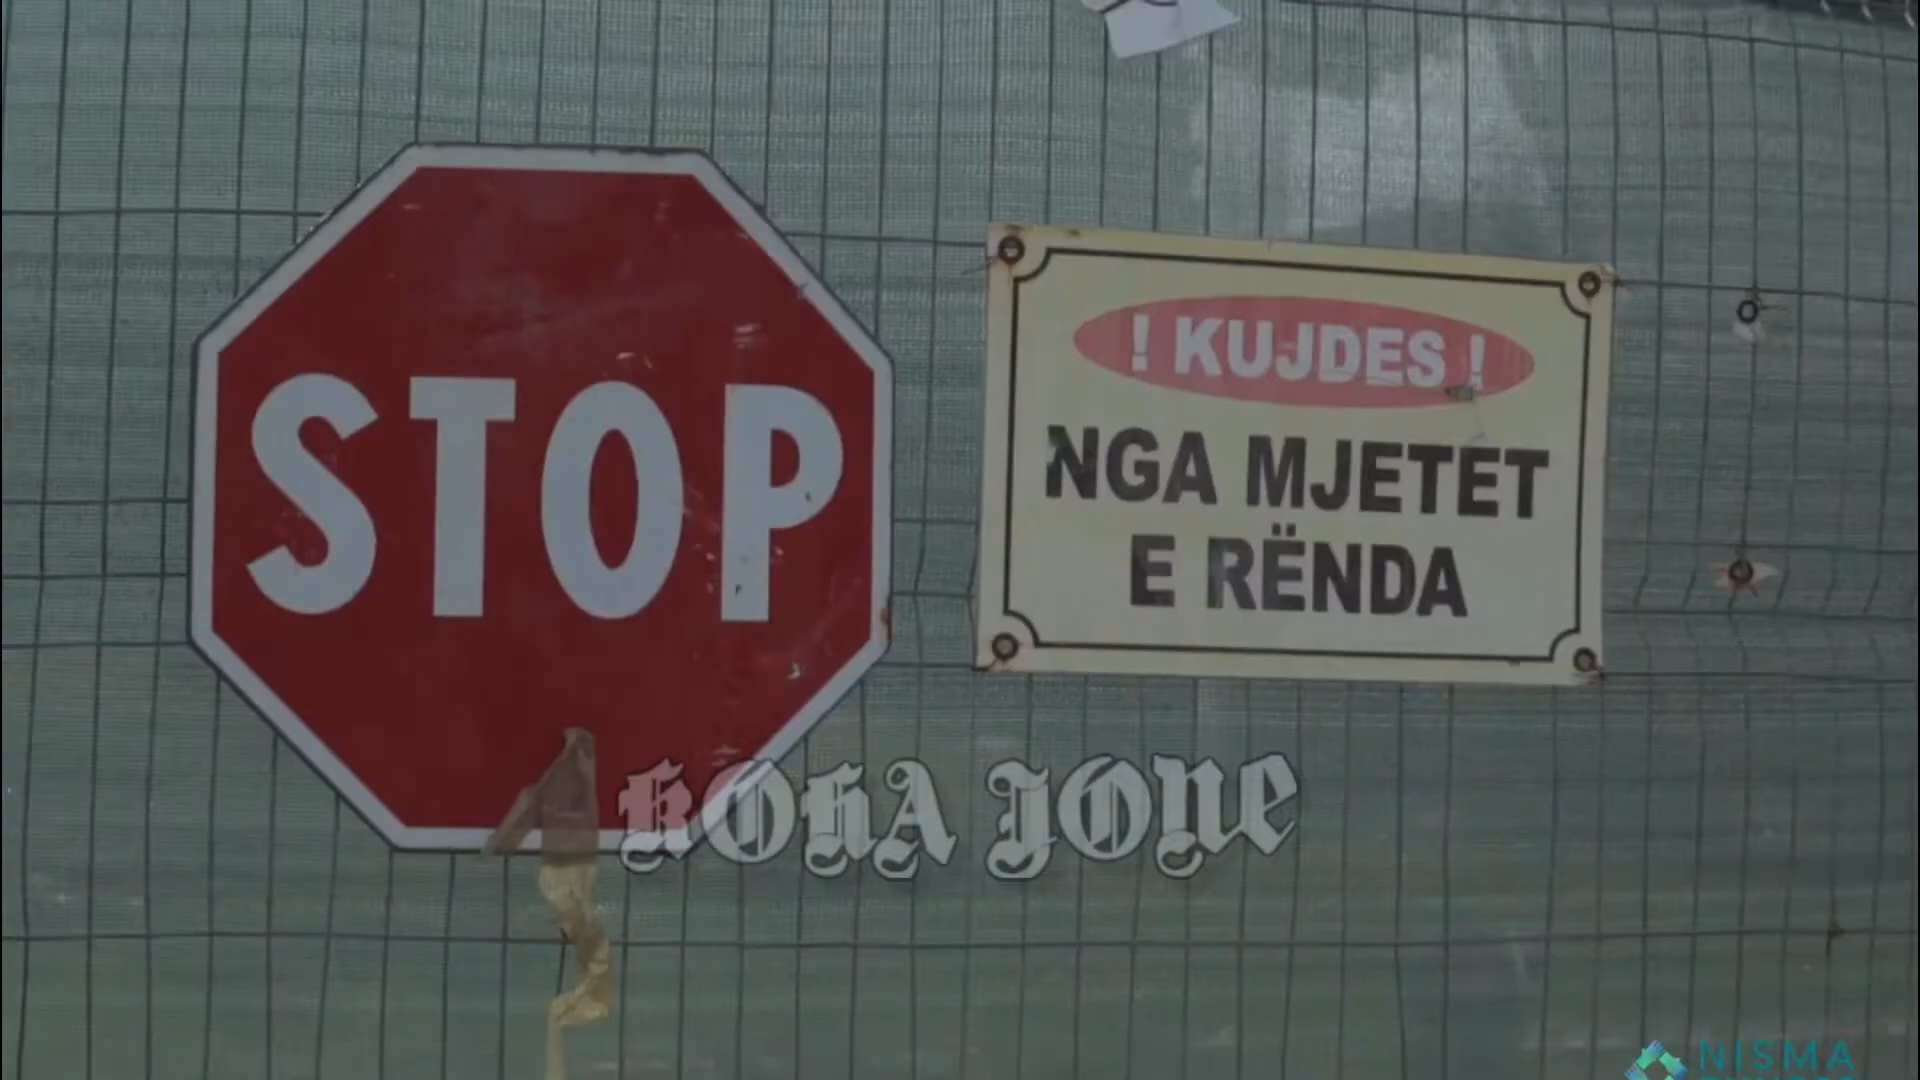 STOP
! KUJDES !
NGA MJETET
E RËNDA
KOHA JONE
NISMA